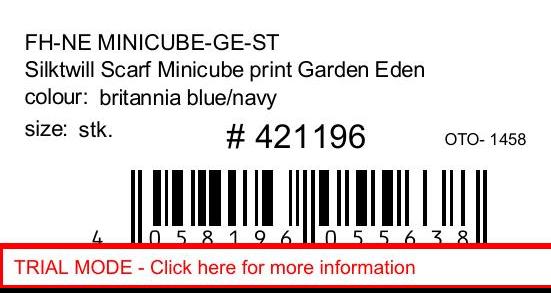 FH-NE MINICUBE-GE-ST
Silktwill Scarf Minicube print Garden Eden
colour: britannia blue/navy
size: stk.
# 421196
OTO- 1458
4 058196 055638
TRIAL MODE - Click here for more information